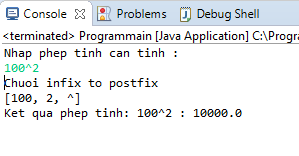 Console Problems Debug Shell
<terminated> Programmain [Java Application] C:\Program
Nhap phep tinh can tinh :
100^2
Chuoi infix to postfix
[100, 2, ^]
Ket qua phep tinh: 100^2 : 10000.0